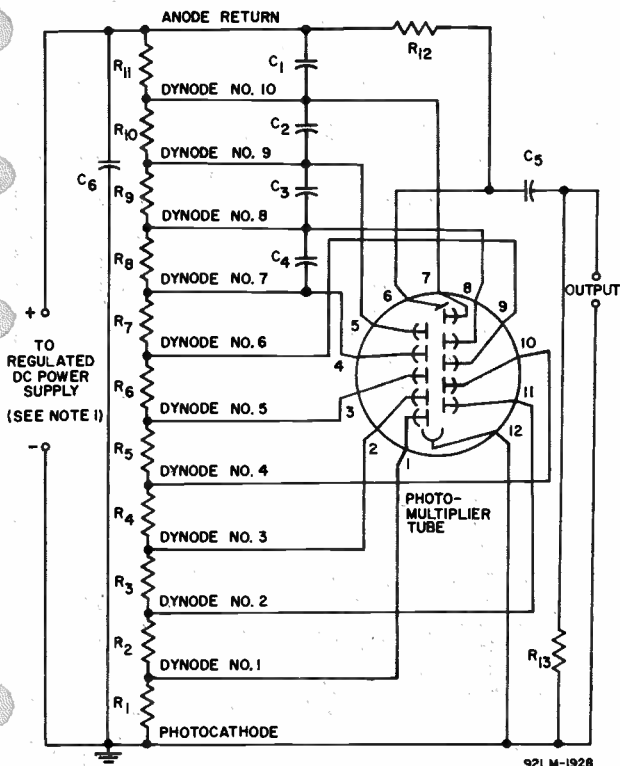 ANODE RETURN
R12
R11
C1
DYNODE NO. 10
R10
C2
DYNODE NO. 9
C5
C6
R9
C3
DYNODE NO. 8
R8
C4
DYNODE NO. 7
7
8
6
OUTPUT
+
5
9
R7
TO
REGULATED
DC POWER
SUPPLY
(SEE NOTE 1)
DYNODE NO. 6
4
10
R6
11
DYNODE NO. 5
3
12
−
2
R5
1
DYNODE NO. 4
PHOTO-
MULTIPLIER
TUBE
R4
DYNODE NO. 3
R3
DYNODE NO. 2
R2
R13
DYNODE NO. 1
R1
PHOTOCATHODE
92LM-1928